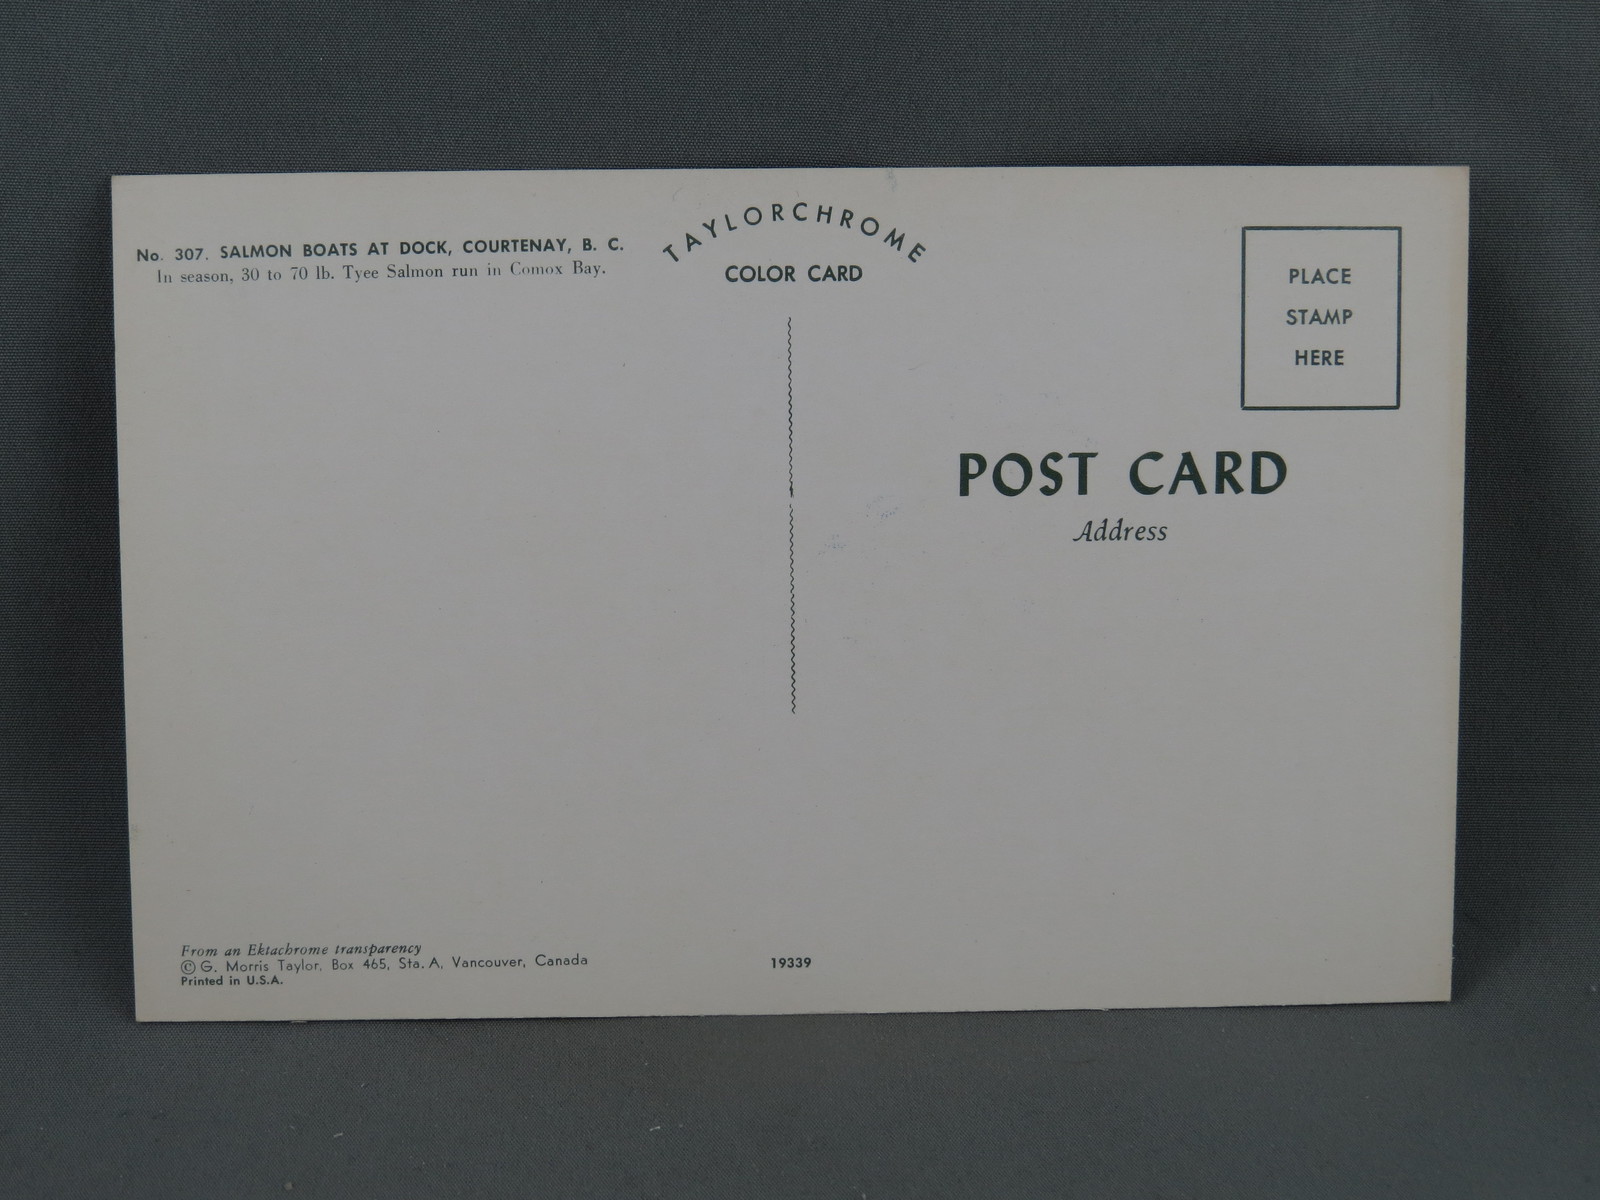 No. 307. SALMON BOATS AT DOCK, COURTENAY, B. C.
In season, 30 to 70 lb. Tyee Salmon run in Comox Bay.
TAYLORCHROME
COLOR CARD
PLACE
STAMP
HERE
POST CARD
Address
From an Ektachrome transparency
© G. Morris Taylor, Box 465, Sta. A, Vancouver, Canada
Printed in U.S.A.
19339